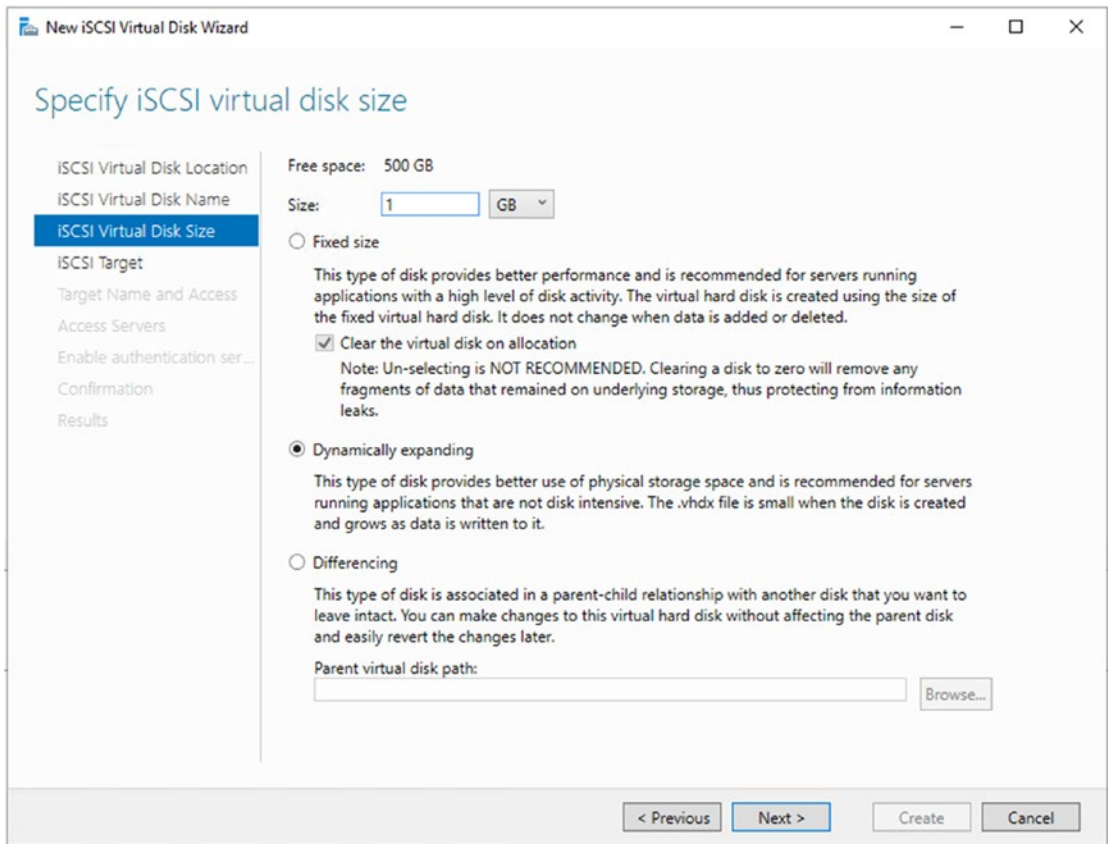 New iSCSI Virtual Disk Wizard
Specify iSCSI virtual disk size
iSCSI Virtual Disk Location
iSCSI Virtual Disk Name
iSCSI Virtual Disk Size
iSCSI Target
Target Name and Access
Access Servers
Enable authentication ser...
Confirmation
Results
Free space: 500 GB
Size: 1 GB
Fixed size
This type of disk provides better performance and is recommended for servers running
applications with a high level of disk activity. The virtual hard disk is created using the size of
the fixed virtual hard disk. It does not change when data is added or deleted.
Clear the virtual disk on allocation
Note: Un-selecting is NOT RECOMMENDED. Clearing a disk to zero will remove any
fragments of data that remained on underlying storage, thus protecting from information
leaks.
Dynamically expanding
This type of disk provides better use of physical storage space and is recommended for servers
running applications that are not disk intensive. The .vhdx file is small when the disk is created
and grows as data is written to it.
Differencing
This type of disk is associated in a parent-child relationship with another disk that you want to
leave intact. You can make changes to this virtual hard disk without affecting the parent disk
and easily revert the changes later.
Parent virtual disk path:
Browse...
< Previous Next > Create Cancel